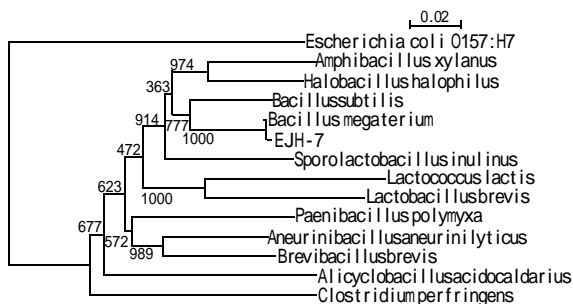 0.02
Escherichia coli O157:H7
Amphibacillus xylanus
974
Halobacillus halophilus
363
Bacillus subtilis
914
777
Bacillus megaterium
1000
EJH-7
472
Sporolactobacillus inulinus
Lactococcus lactis
623
1000
Lactobacillus brevis
Paenibacillus polymyxa
677
572
Aneurinibacillus aneurinilyticus
989
Brevibacillus brevis
Alicyclobacillus acidocaldarius
Clostridium perfringens